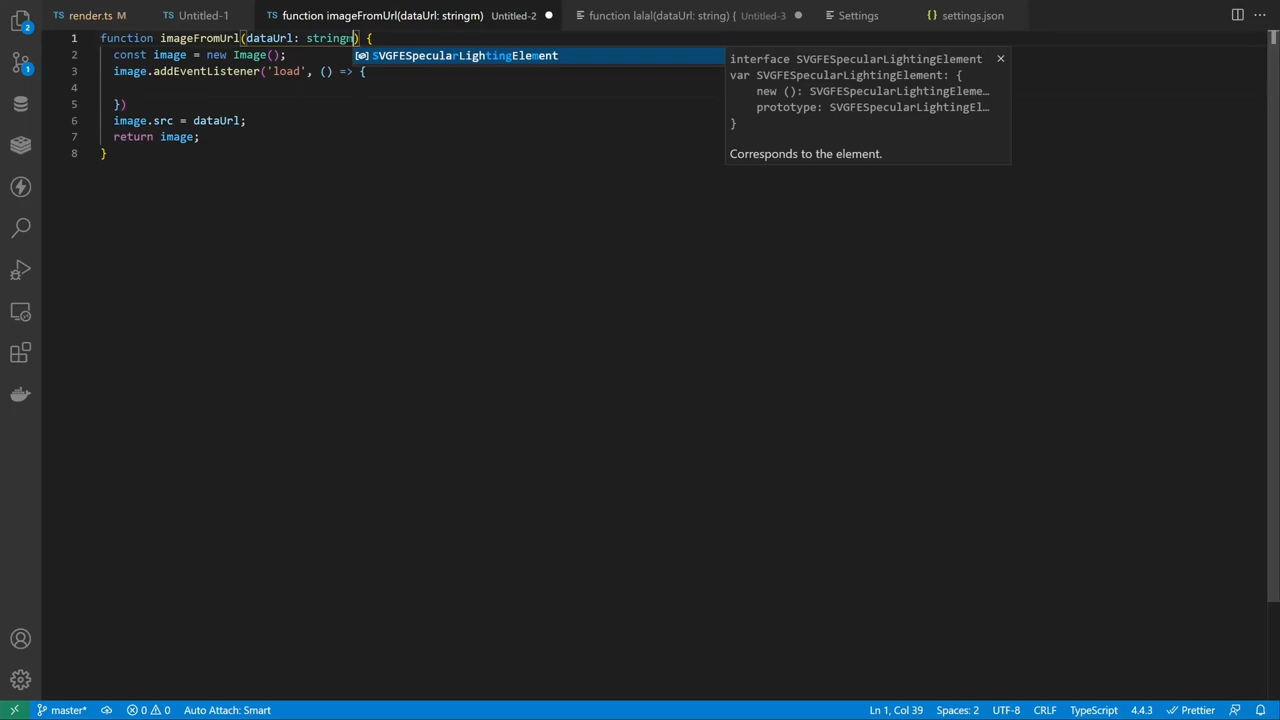 TS render.ts M
TS Untitled-1
TS function imageFromUrl(dataUrl: stringm) Untitled-2
function lalal(dataUrl: string) { Untitled-3
Settings
{} settings.json
2
1
1 function imageFromUrl(dataUrl: stringm) {
2 const image = new Image();
3 image.addEventListener('load', () => {
4
5 })
6 image.src = dataUrl;
7 return image;
8 }
SVGFESpecularLightingElement
interface SVGFESpecularLightingElement
var SVGFESpecularLightingElement: {
new (): SVGFESpecularLightingEleme…
prototype: SVGFESpecularLightingEl…
}
Corresponds to the element.
master* 0 0 Auto Attach: Smart Ln 1, Col 39 Spaces: 2 UTF-8 CRLF TypeScript 4.4.3 Prettier